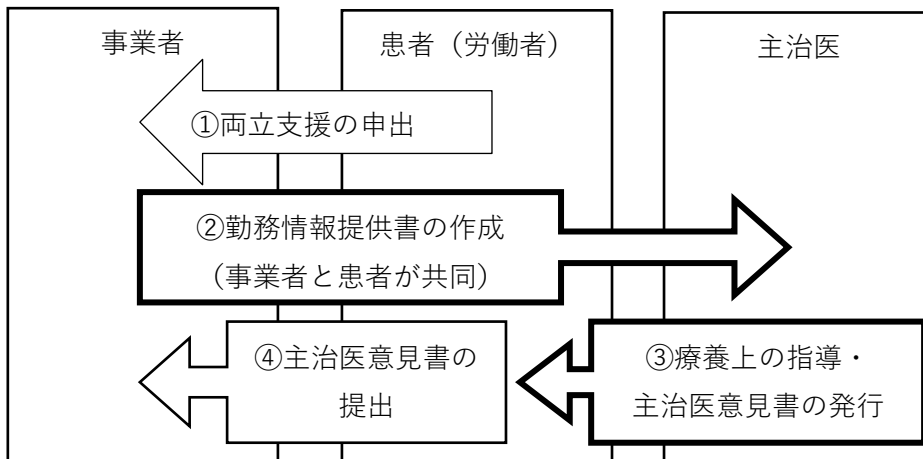 事業者
患者（労働者）
主治医
①両立支援の申出
②勤務情報提供書の作成
（事業者と患者が共同）
④主治医意見書の
提出
③療養上の指導・
主治医意見書の発行